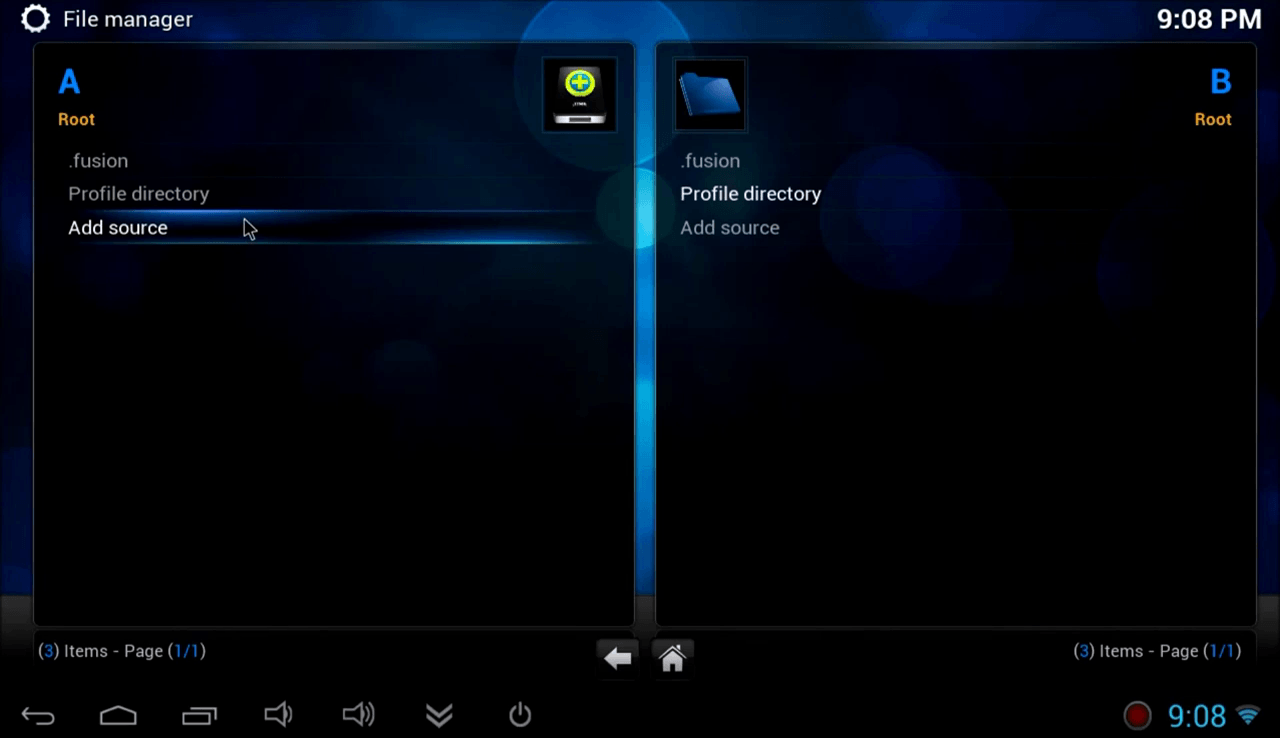 File manager
9:08 PM
A
Root
.fusion
Profile directory
Add source
(3) Items - Page (1/1)
B
Root
.fusion
Profile directory
Add source
(3) Items - Page (1/1)
9:08